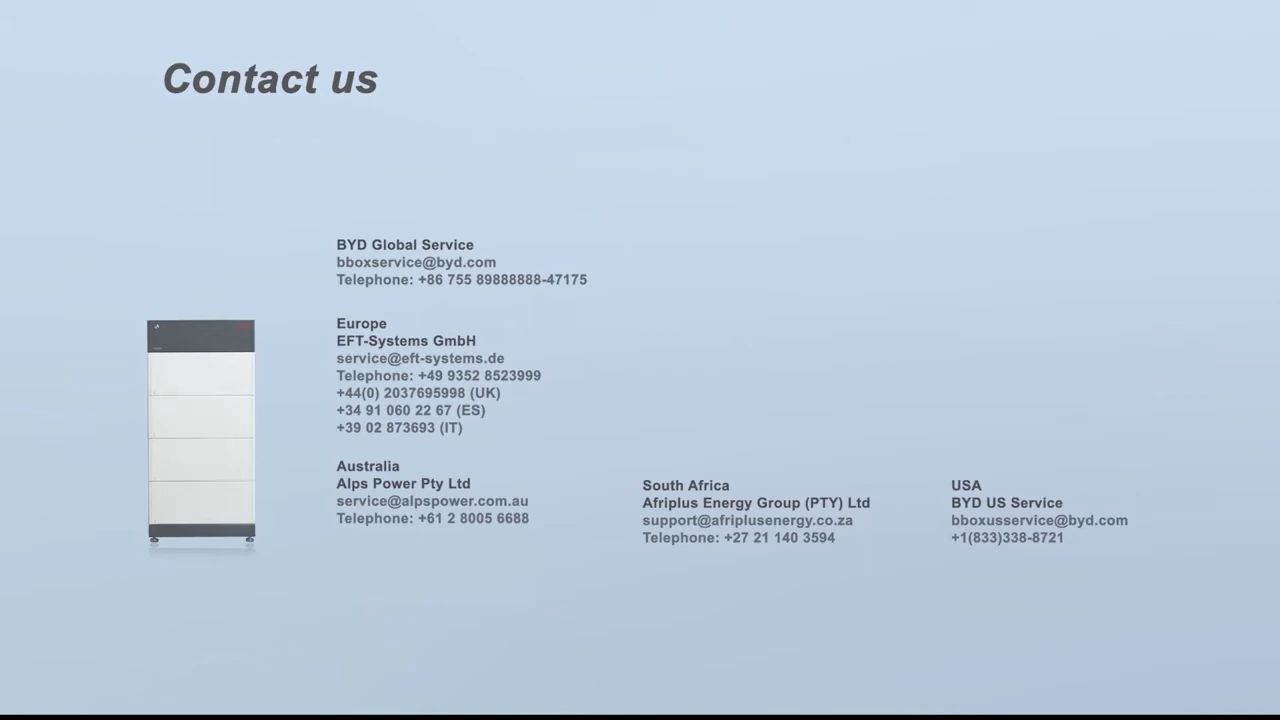 Contact us
BYD Global Service
bboxservice@byd.com
Telephone: +86 755 89888888-47175
Europe
EFT-Systems GmbH
service@eft-systems.de
Telephone: +49 9352 8523999
+44(0) 2037695998 (UK)
+34 91 060 22 67 (ES)
+39 02 873693 (IT)
Australia
Alps Power Pty Ltd
service@alpspower.com.au
Telephone: +61 2 8005 6688
South Africa
Afriplus Energy Group (PTY) Ltd
support@afriplusenergy.co.za
Telephone: +27 21 140 3594
USA
BYD US Service
bboxusservice@byd.com
+1(833)338-8721